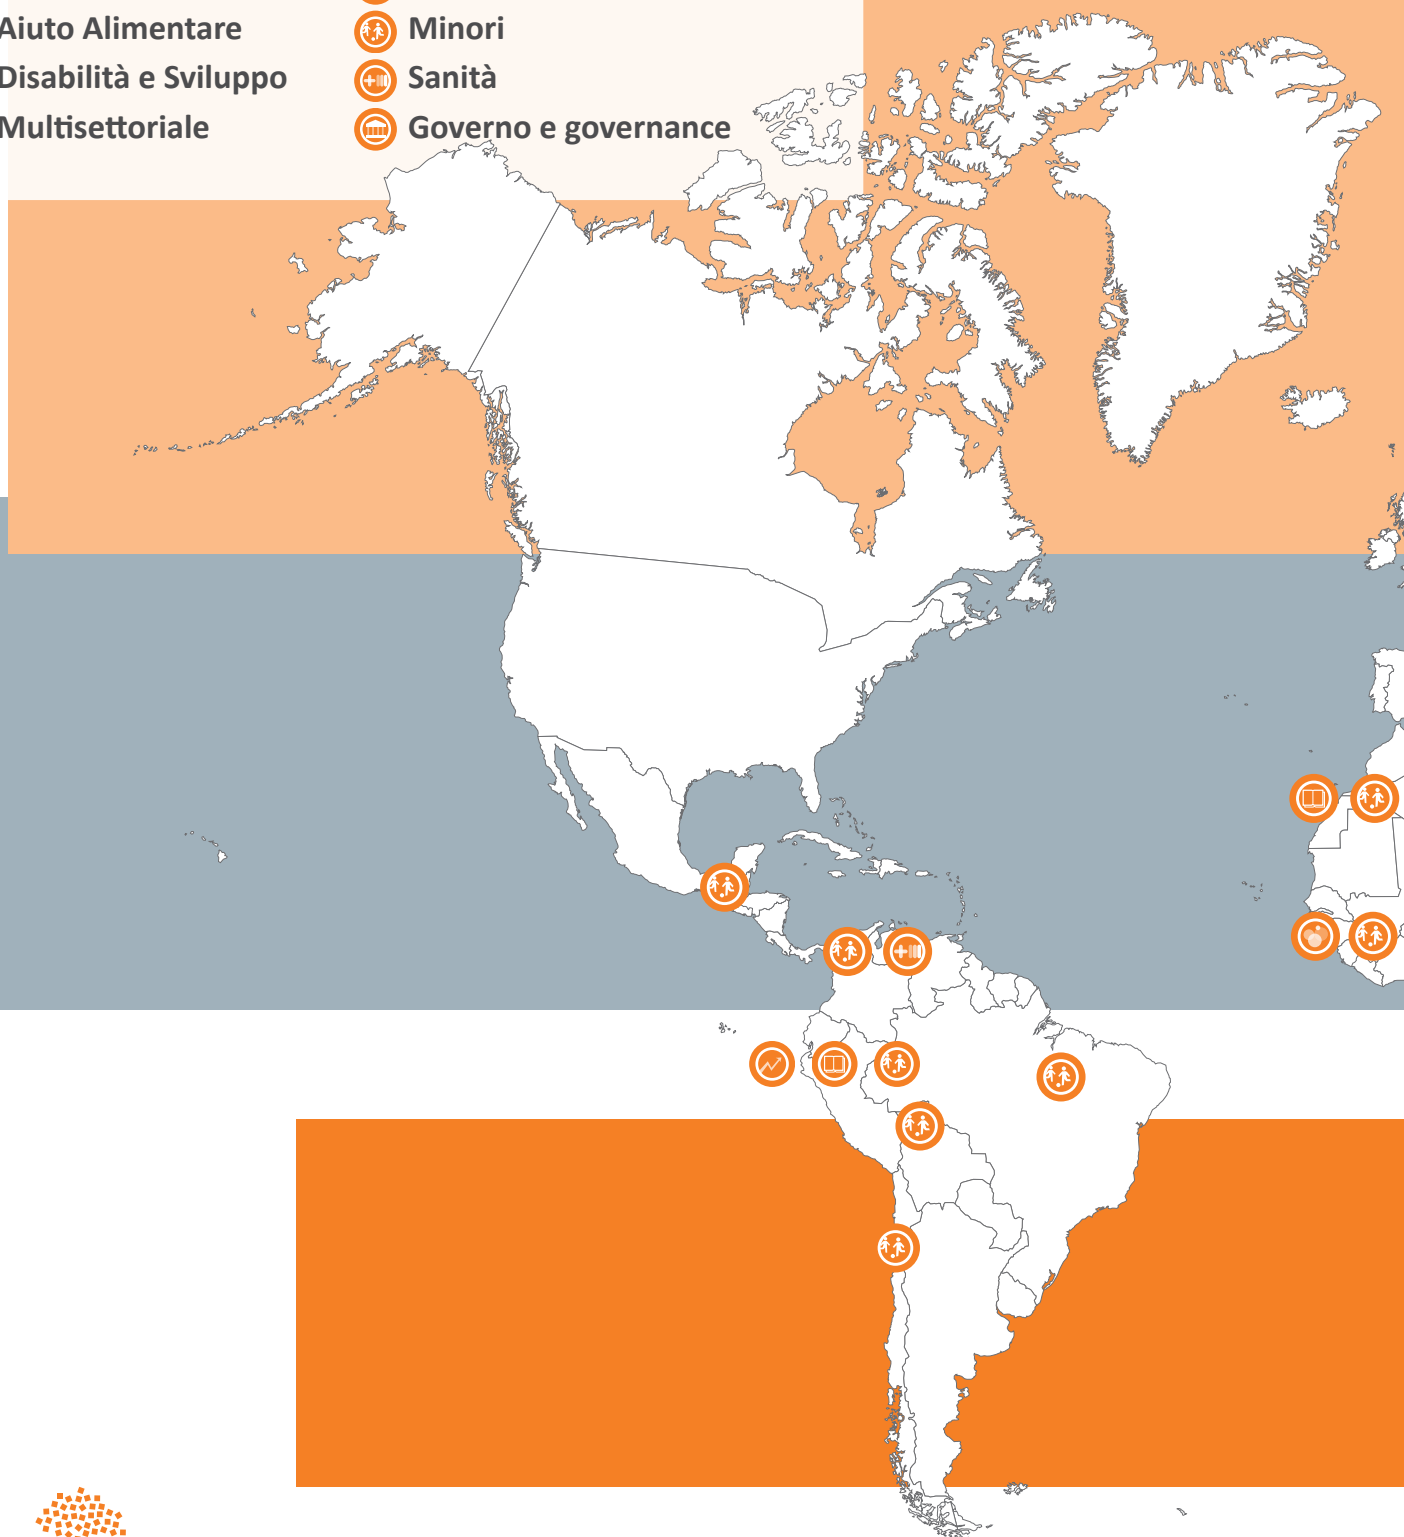 Aiuto Alimentare
Minori
Disabilità e Sviluppo
Sanità
Multisettoriale
Governo e governance